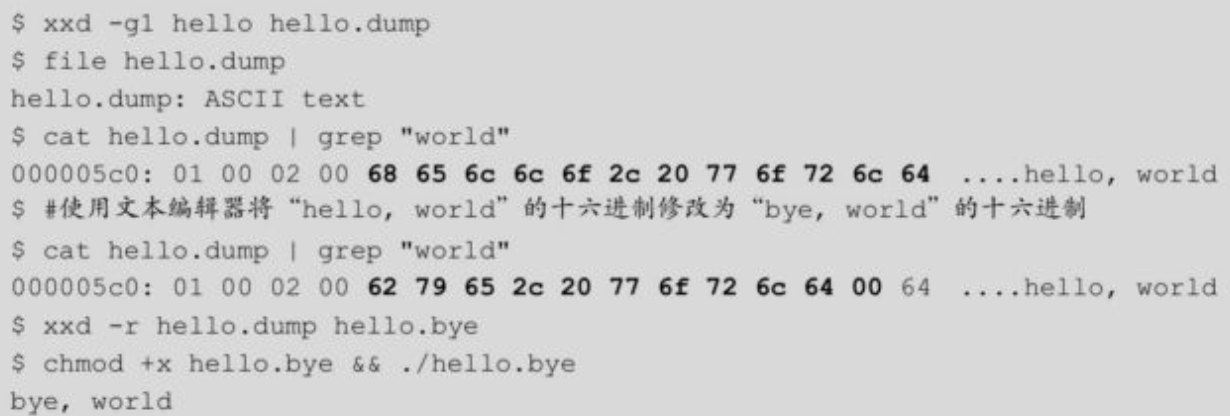 $ xxd -g1 hello hello.dump
$ file hello.dump
hello.dump: ASCII text
$ cat hello.dump | grep "world"
000005c0: 01 00 02 00 68 65 6c 6c 6f 2c 20 77 6f 72 6c 64  ....hello, world
$ #使用文本编辑器将“hello, world”的十六进制修改为“bye, world”的十六进制
$ cat hello.dump | grep "world"
000005c0: 01 00 02 00 62 79 65 2c 20 77 6f 72 6c 64 00 64  ....hello, world
$ xxd -r hello.dump hello.bye
$ chmod +x hello.bye && ./hello.bye
bye, world